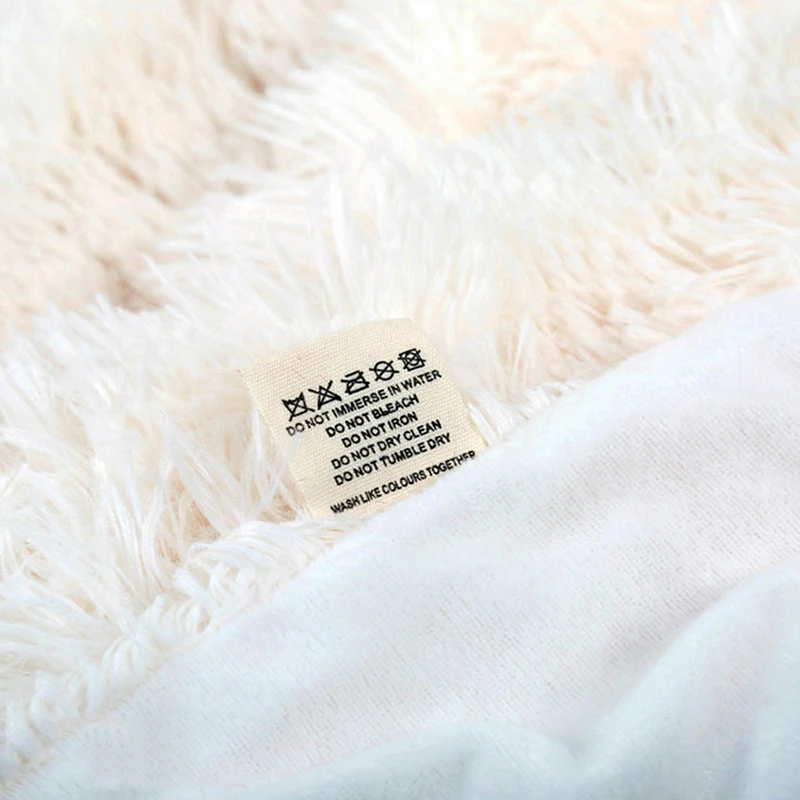 DO NOT IMMERSE IN WATER
DO NOT BLEACH
DO NOT IRON
DO NOT DRY CLEAN
DO NOT TUMBLE DRY
WASH LIKE COLOURS TOGETHER